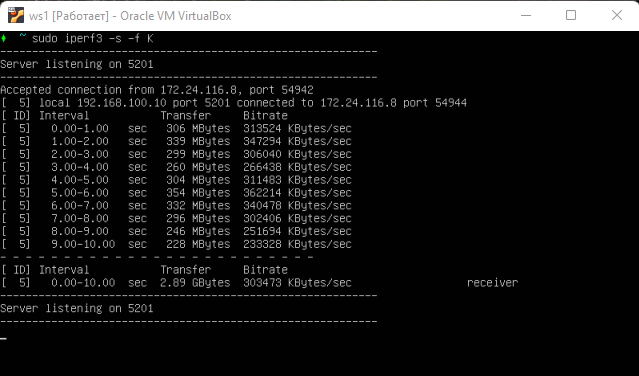 ws1 [Работает] - Oracle VM VirtualBox
~ sudo iperf3 -s -f K
-----------------------------------------------------------
Server listening on 5201
-----------------------------------------------------------
Accepted connection from 172.24.116.8, port 54942
[  5] local 192.168.100.10 port 5201 connected to 172.24.116.8 port 54944
[ ID] Interval           Transfer     Bitrate
[  5]   0.00-1.00   sec   306 MBytes  313524 KBytes/sec
[  5]   1.00-2.00   sec   339 MBytes  347294 KBytes/sec
[  5]   2.00-3.00   sec   299 MBytes  306040 KBytes/sec
[  5]   3.00-4.00   sec   260 MBytes  266438 KBytes/sec
[  5]   4.00-5.00   sec   304 MBytes  311483 KBytes/sec
[  5]   5.00-6.00   sec   354 MBytes  362214 KBytes/sec
[  5]   6.00-7.00   sec   332 MBytes  340478 KBytes/sec
[  5]   7.00-8.00   sec   296 MBytes  302406 KBytes/sec
[  5]   8.00-9.00   sec   246 MBytes  251694 KBytes/sec
[  5]   9.00-10.00  sec   228 MBytes  233328 KBytes/sec
- - - - - - - - - - - - - - - - - - - - - - - - -
[ ID] Interval           Transfer     Bitrate
[  5]   0.00-10.00  sec  2.89 GBytes  303473 KBytes/sec                  receiver
-----------------------------------------------------------
Server listening on 5201
-----------------------------------------------------------